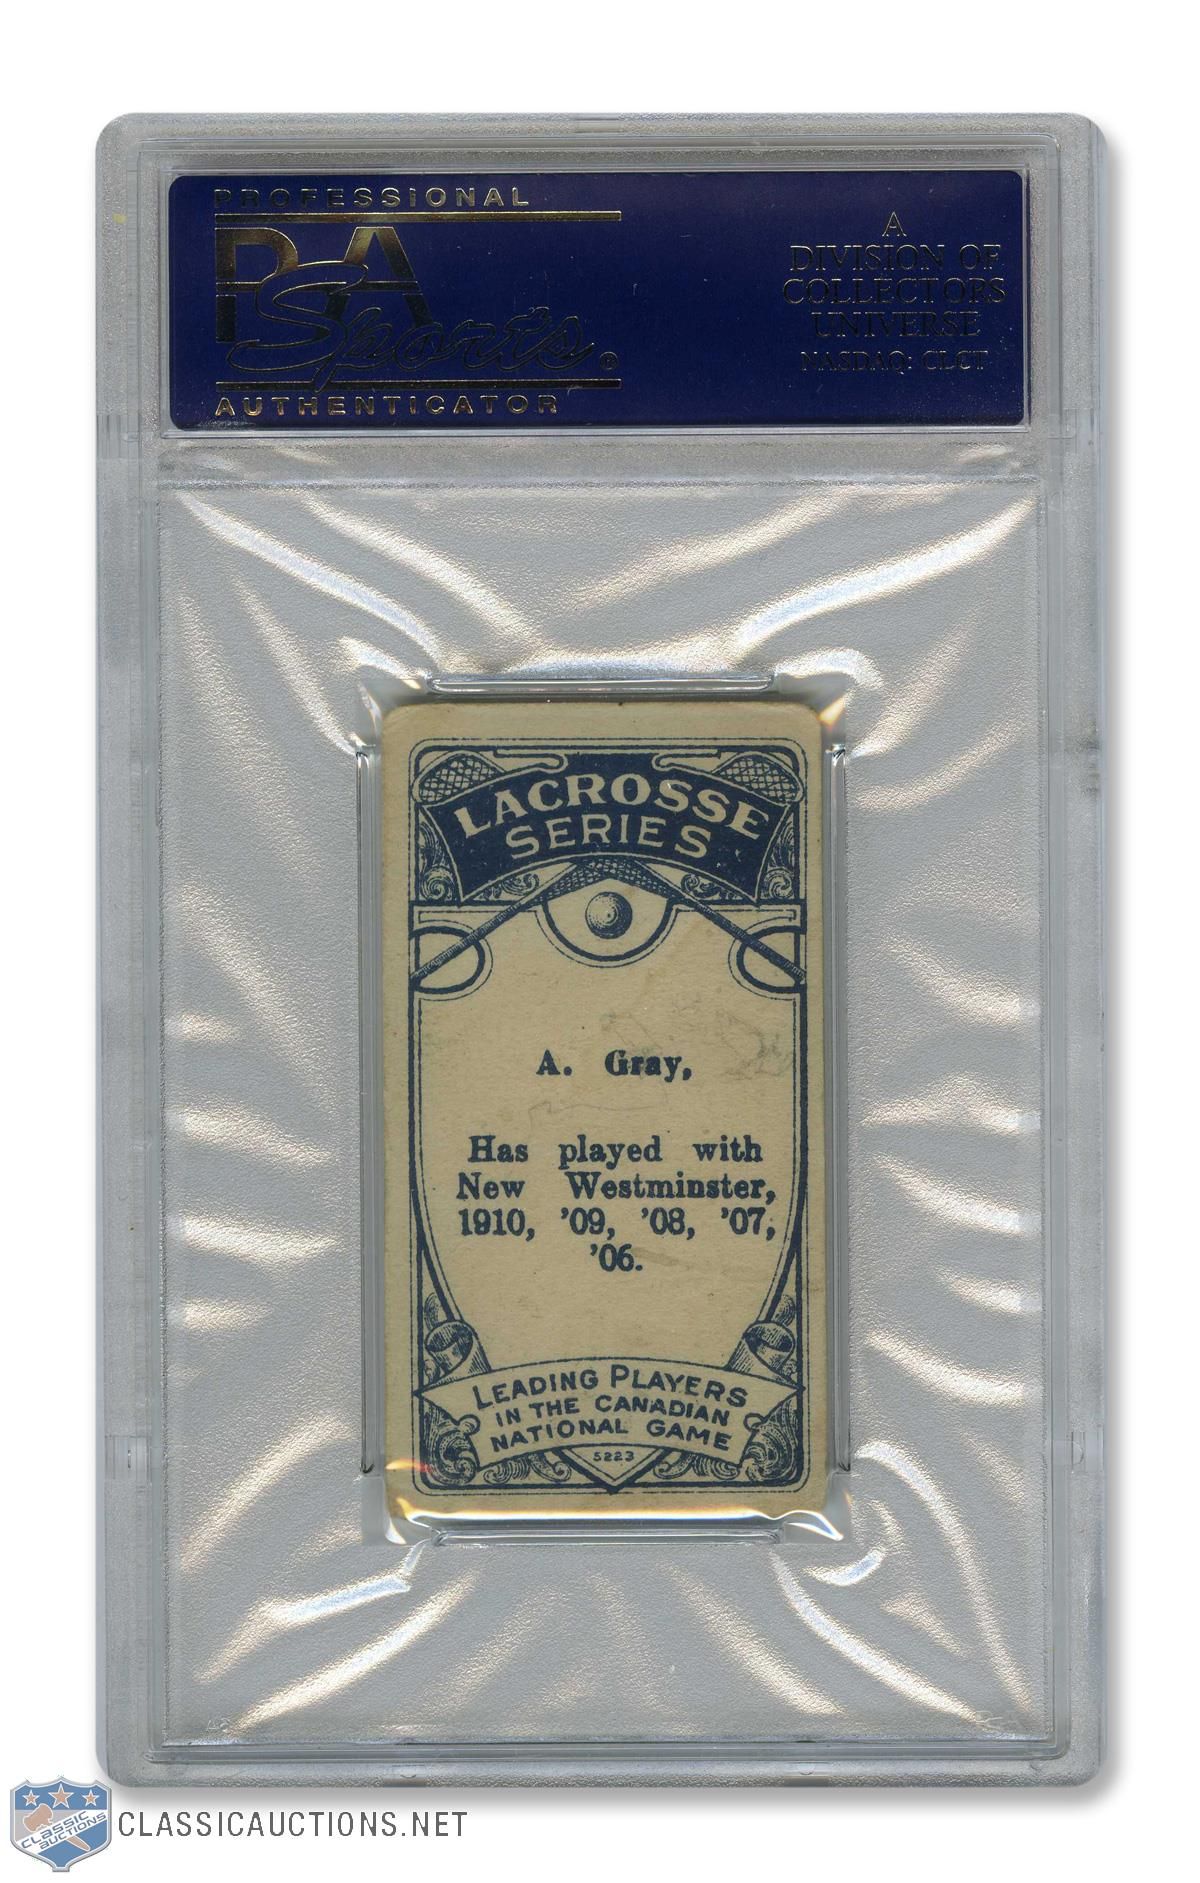 PROFESSIONAL
PSA
Sports®
AUTHENTICATOR
A
DIVISION OF
COLLECTORS
UNIVERSE
NASDAQ: CLCT
LACROSSE
SERIES
A. Gray,
Has played with
New Westminster,
1910, '09, '08, '07,
'06.
LEADING PLAYERS
IN THE CANADIAN
NATIONAL GAME
5223
CLASSIC
AUCTIONS
CLASSICAUCTIONS.NET